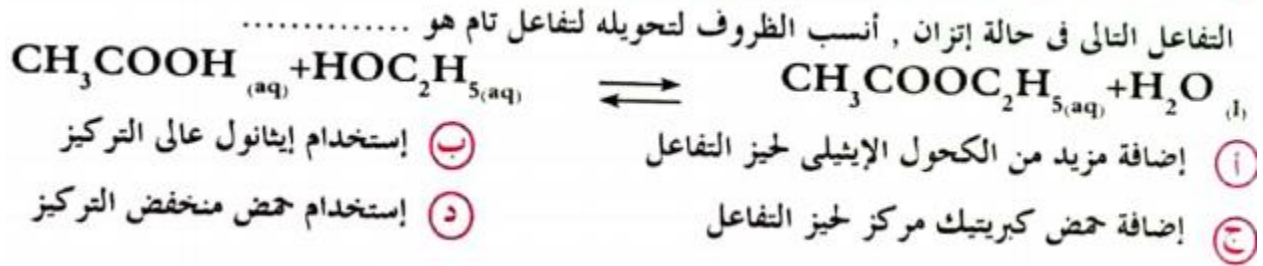 التفاعل التالى فى حالة إتزان , أنسب الظروف لتحويله لتفاعل تام هو ................
CH₃COOH (aq)+HOC₂H₅(aq) ⇌ CH₃COOC₂H₅(aq)+H₂O (l)
أ إضافة مزيد من الكحول الإيثيلى لحيز التفاعل ب إستخدام إيثانول عالى التركيز
ج إضافة حمض كبريتيك مركز لحيز التفاعل د إستخدام حمض منخفض التركيز